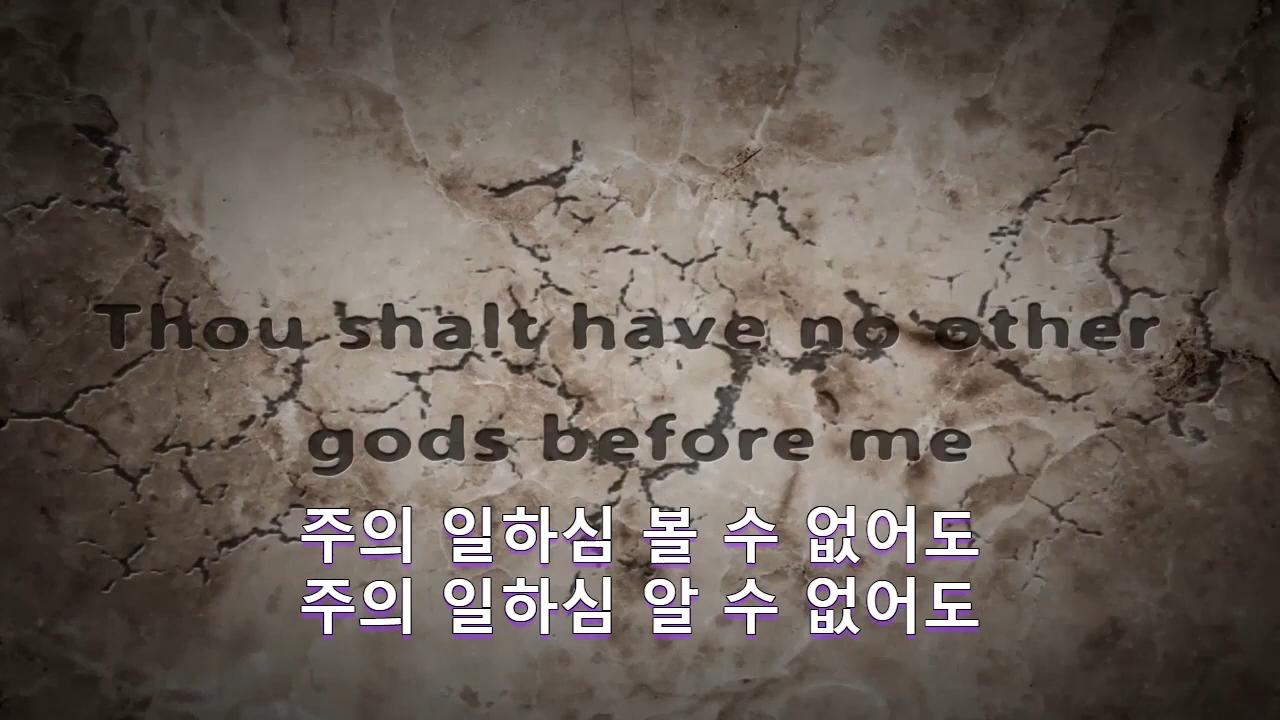 Thou shalt have no other
gods before me
주의 일하심 볼 수 없어도
주의 일하심 알 수 없어도